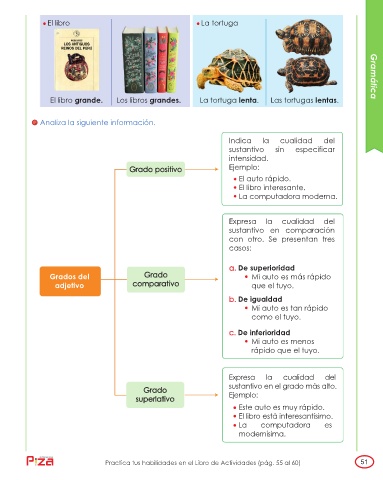 • El libro
• La tortuga
LOS ANTIGUOS
REINOS DEL PERÚ
El libro grande.
Los libros grandes.
La tortuga lenta.
Las tortugas lentas.
Gramática
Analiza la siguiente información.
Grados del
adjetivo
Grado positivo
Indica la cualidad del
sustantivo sin especificar
intensidad.
Ejemplo:
• El auto rápido.
• El libro interesante.
• La computadora moderna.
Grado
comparativo
Expresa la cualidad del
sustantivo en comparación
con otro. Se presentan tres
casos:
a. De superioridad
• Mi auto es más rápido
que el tuyo.
b. De igualdad
• Mi auto es tan rápido
como el tuyo.
c. De inferioridad
• Mi auto es menos
rápido que el tuyo.
Grado
superlativo
Expresa la cualidad del
sustantivo en el grado más alto.
Ejemplo:
• Este auto es muy rápido.
• El libro está interesantísimo.
• La computadora es
modernísima.
Pizza
Practica tus habilidades en el Libro de Actividades (pág. 55 al 60)
51